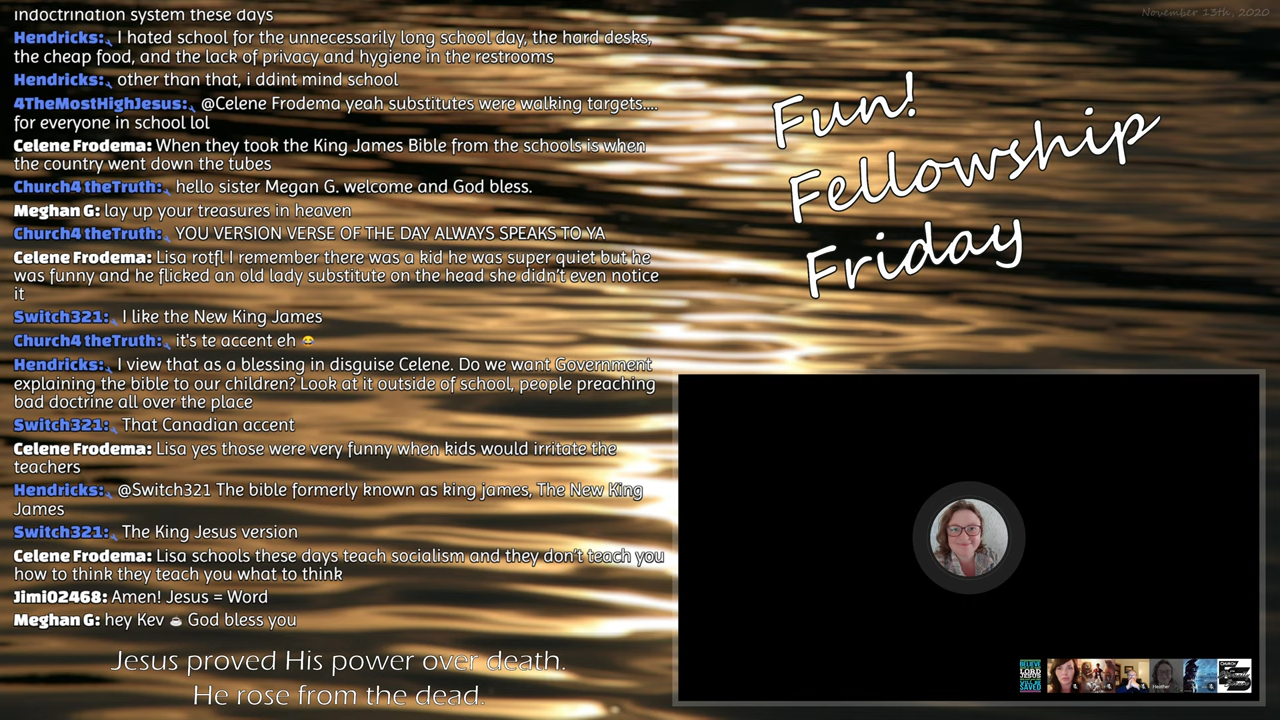 indoctrination system these days
Hendricks: I hated school for the unnecessarily long school day, the hard desks,
the cheap food, and the lack of privacy and hygiene in the restrooms
Hendricks: other than that, i ddint mind school
4TheMostHighJesus: @Celene Frodema yeah substitutes were walking targets....
for everyone in school lol
Celene Frodema: When they took the King James Bible from the schools is when
the country went down the tubes
Church4theTruth: hello sister Megan G. welcome and God bless.
Meghan G: lay up your treasures in heaven
Church4theTruth: YOU VERSION VERSE OF THE DAY ALWAYS SPEAKS TO YA
Celene Frodema: Lisa rotfl I remember there was a kid he was super quiet but he
was funny and he flicked an old lady substitute on the head she didn't even notice
it
Switch321: I like the New King James
Church4theTruth: it's te accent eh 😂
Hendricks: I view that as a blessing in disguise Celene. Do we want Government
explaining the bible to our children? Look at it outside of school, people preaching
bad doctrine all over the place
Switch321: That Canadian accent
Celene Frodema: Lisa yes those were very funny when kids would irritate the
teachers
Hendricks: @Switch321 The bible formerly known as king james, The New King
James
Switch321: The King Jesus version
Celene Frodema: Lisa schools these days teach socialism and they don't teach you
how to think they teach you what to think
Jimi02468: Amen! Jesus = Word
Meghan G: hey Kev ☕ God bless you
Jesus proved His power over death.
He rose from the dead.
November 13th, 2020
Fun!
Fellowship
Friday
BELIEVE
LORD
JESUS
SAVED
Heather
CHURCH